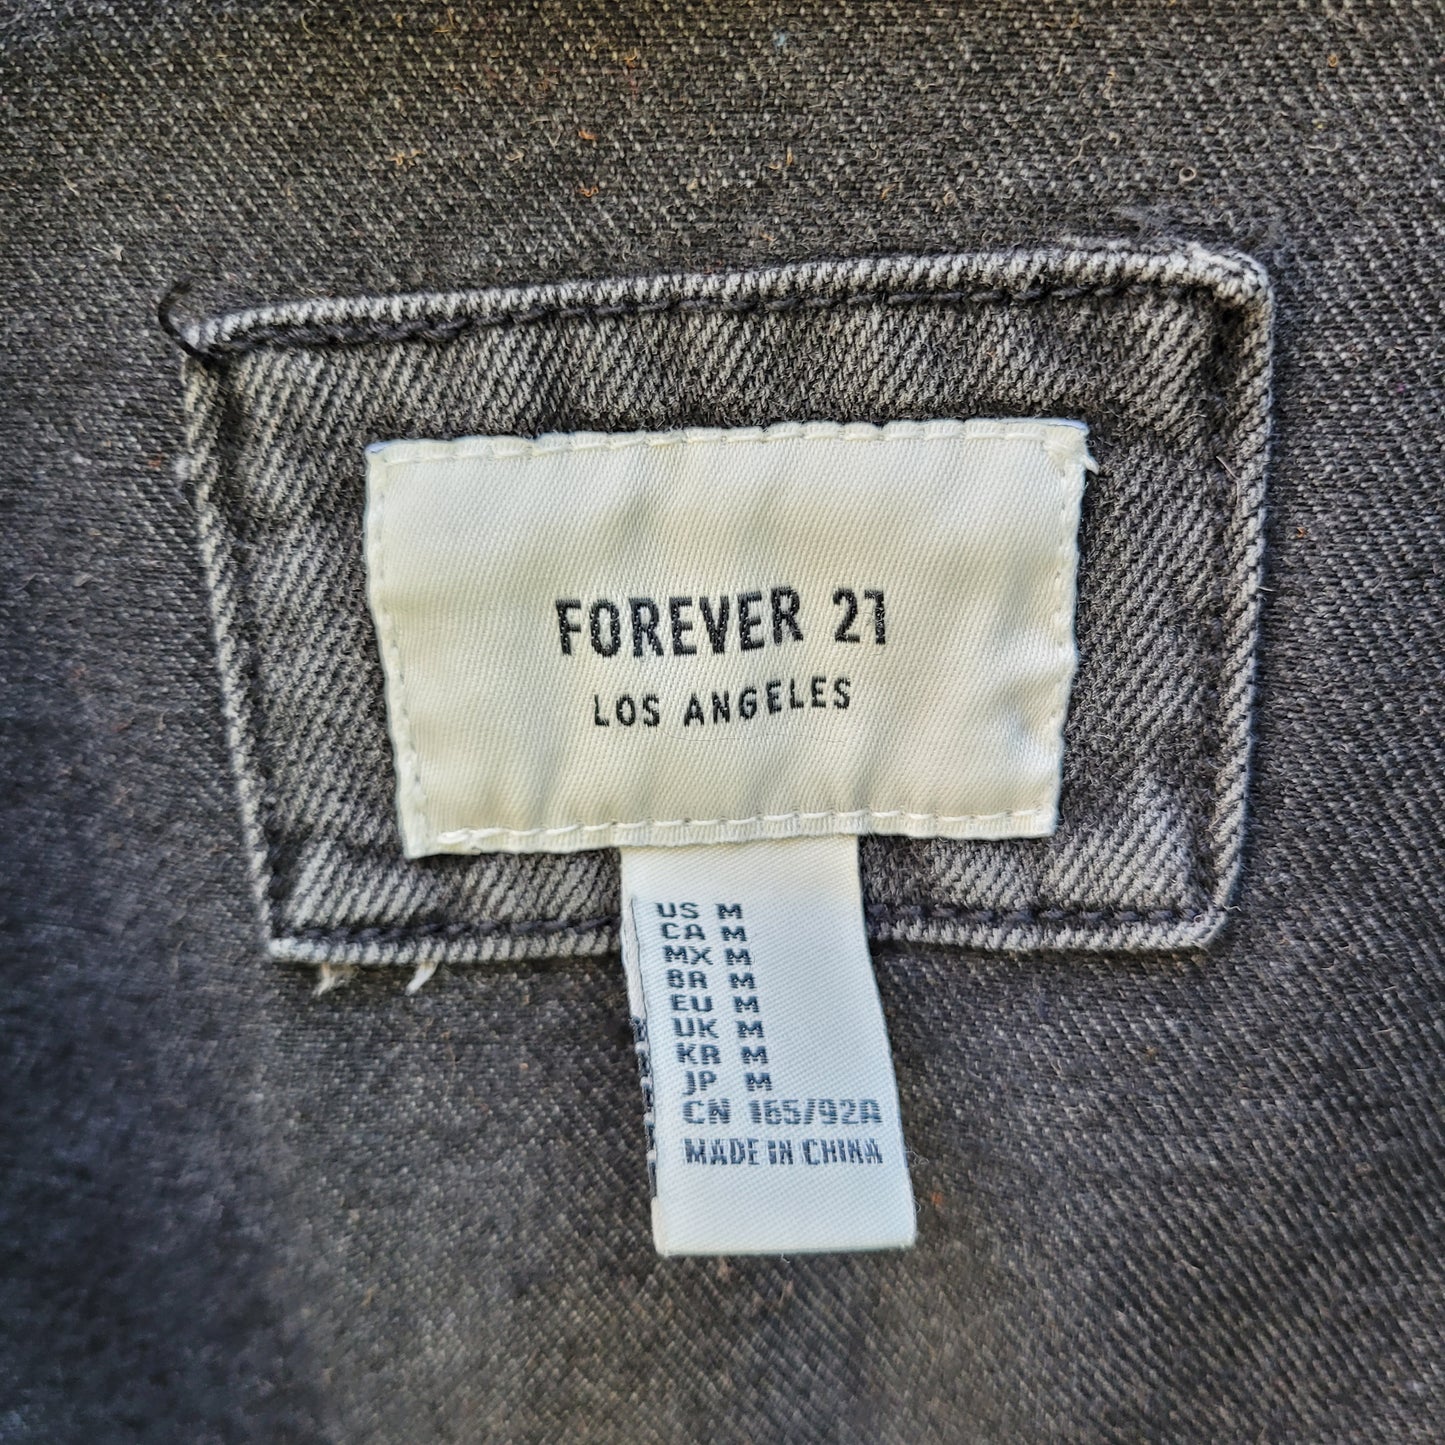 FOREVER 21
LOS ANGELES
US M
CA M
MX M
BR M
EU M
UK M
KR M
JP M
CN 165/92A
MADE IN CHINA